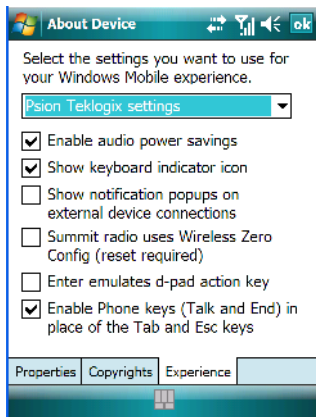 About Device
ok
Select the settings you want to use for
your Windows Mobile experience.
Psion Teklogix settings
Enable audio power savings
Show keyboard indicator icon
Show notification popups on
external device connections
Summit radio uses Wireless Zero
Config (reset required)
Enter emulates d-pad action key
Enable Phone keys (Talk and End) in
place of the Tab and Esc keys
Properties Copyrights Experience